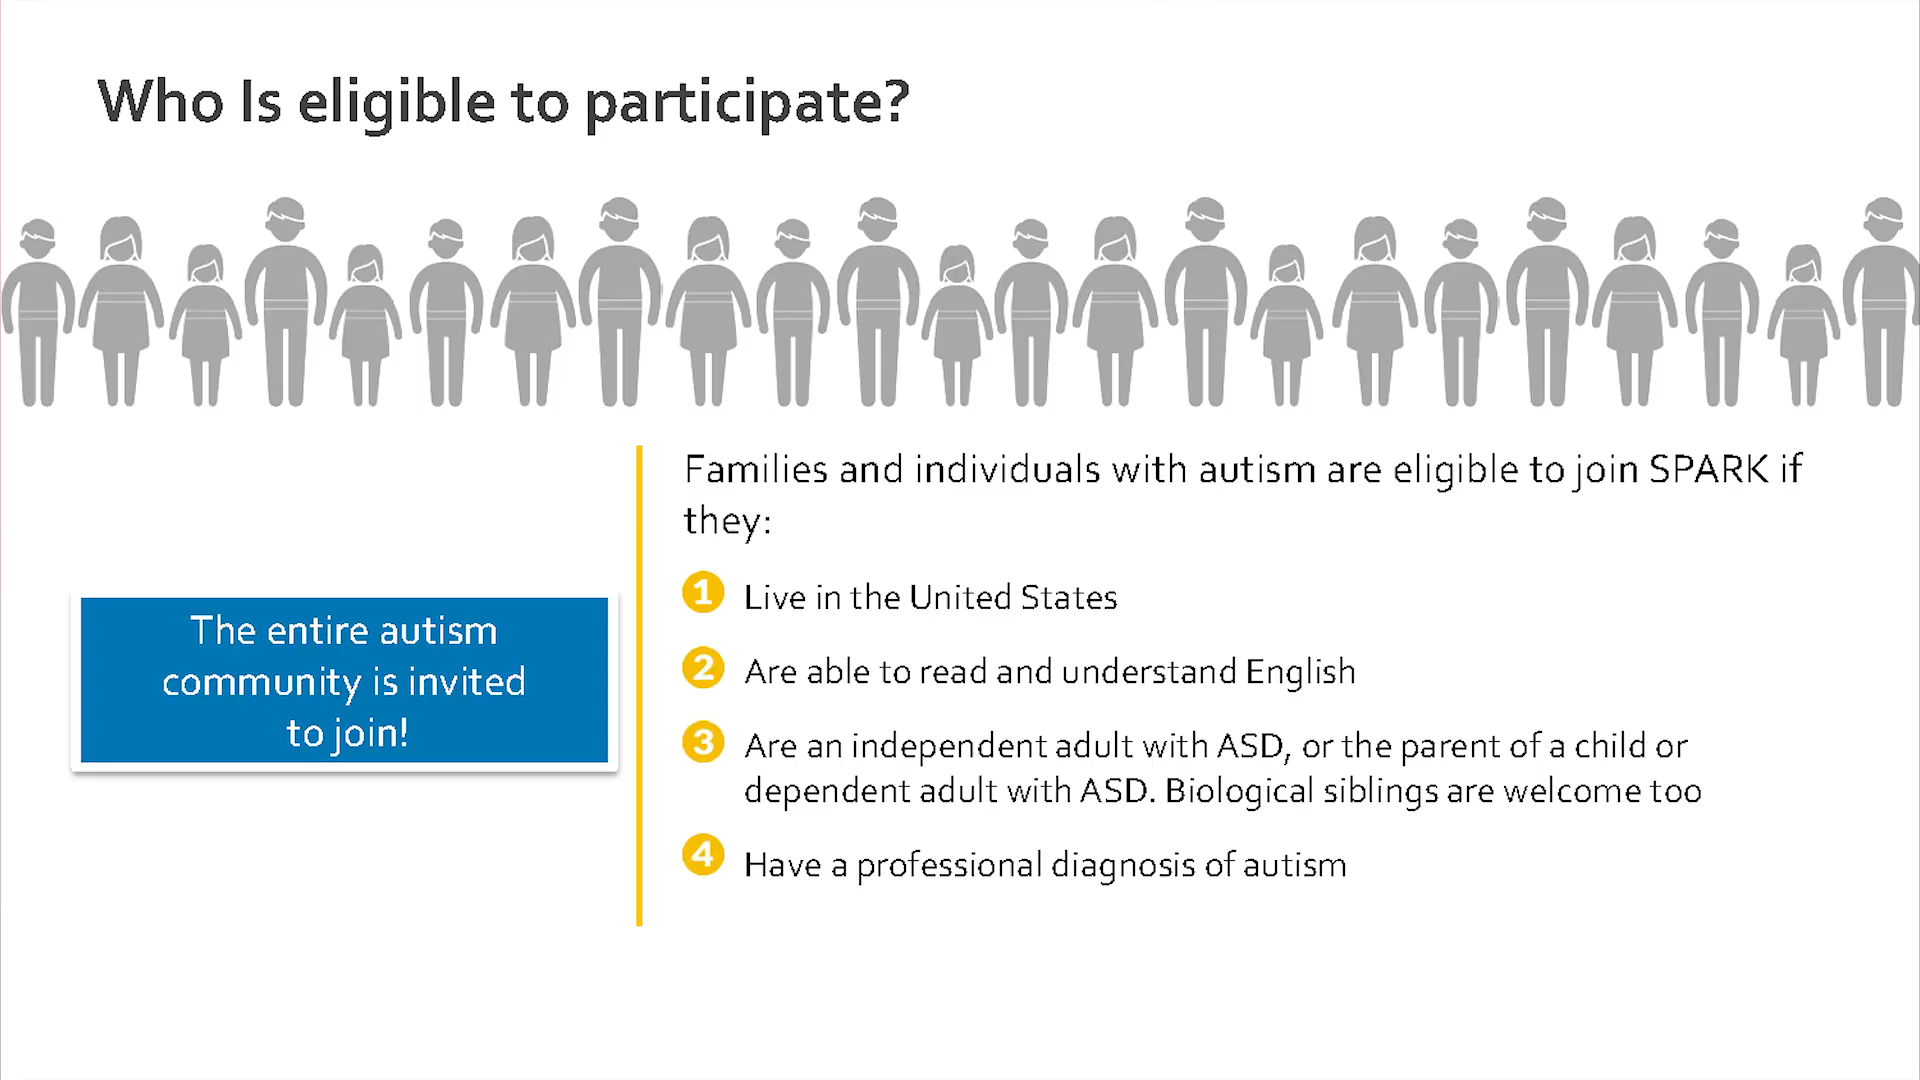 Who Is eligible to participate?
The entire autism
community is invited
to join!
Families and individuals with autism are eligible to join SPARK if
they:
1 Live in the United States
2 Are able to read and understand English
3 Are an independent adult with ASD, or the parent of a child or
dependent adult with ASD. Biological siblings are welcome too
4 Have a professional diagnosis of autism